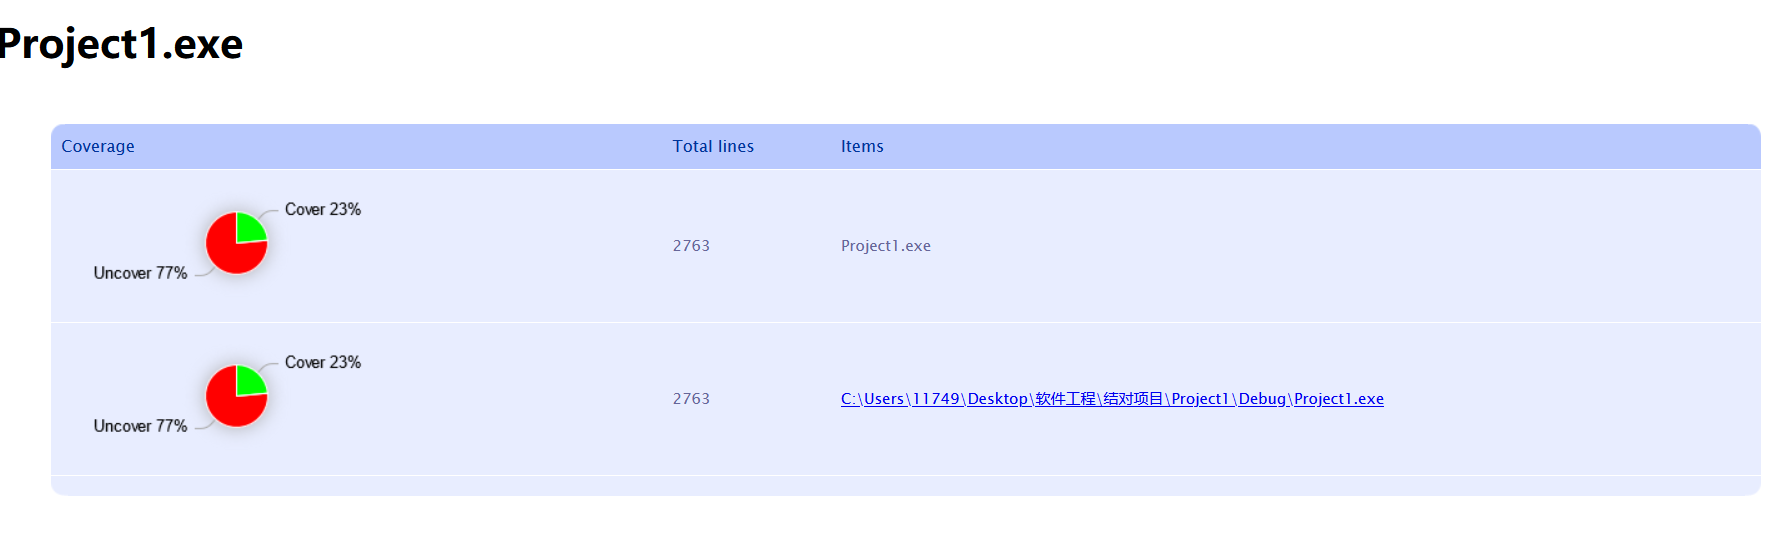 Project1.exe
Coverage Total lines Items
Cover 23%
2763 Project1.exe
Uncover 77%
Cover 23%
2763 C:\Users\11749\Desktop\软件工程\结对项目\Project1\Debug\Project1.exe
Uncover 77%